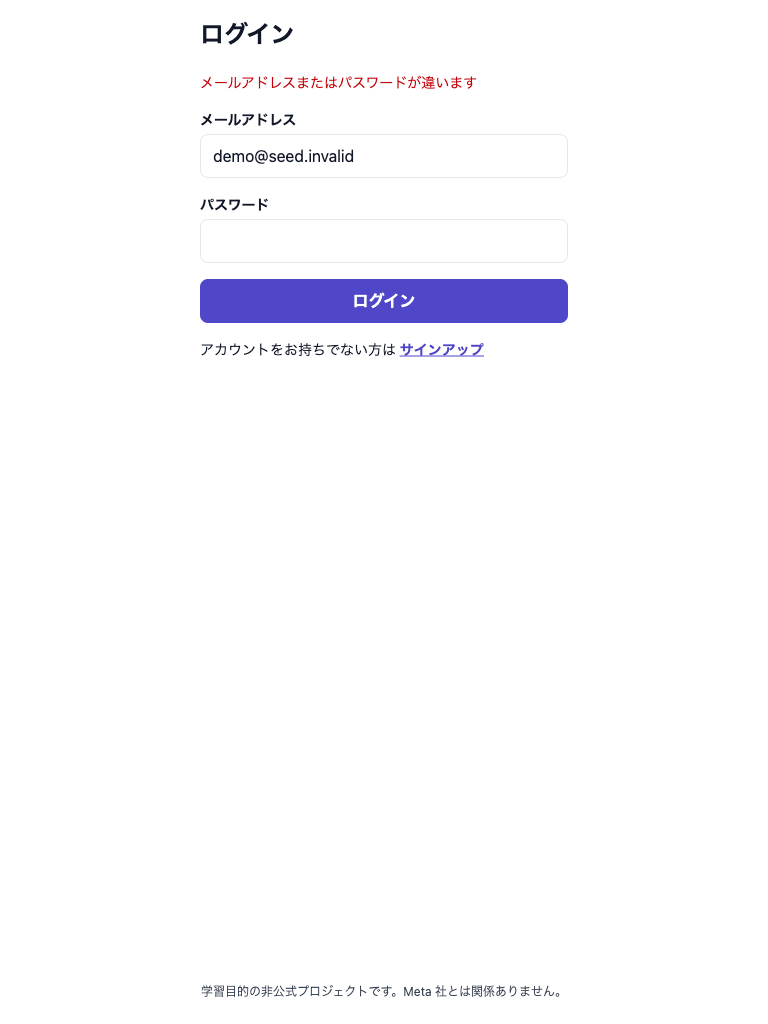 ログイン
メールアドレスまたはパスワードが違います
メールアドレス
demo@seed.invalid
パスワード
ログイン
アカウントをお持ちでない方は サインアップ
学習目的の非公式プロジェクトです。Meta 社とは関係ありません。